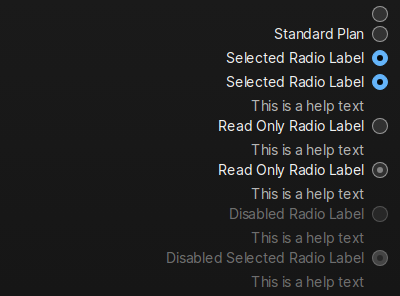 Standard Plan
Selected Radio Label
Selected Radio Label
This is a help text
Read Only Radio Label
This is a help text
Read Only Radio Label
This is a help text
Disabled Radio Label
This is a help text
Disabled Selected Radio Label
This is a help text